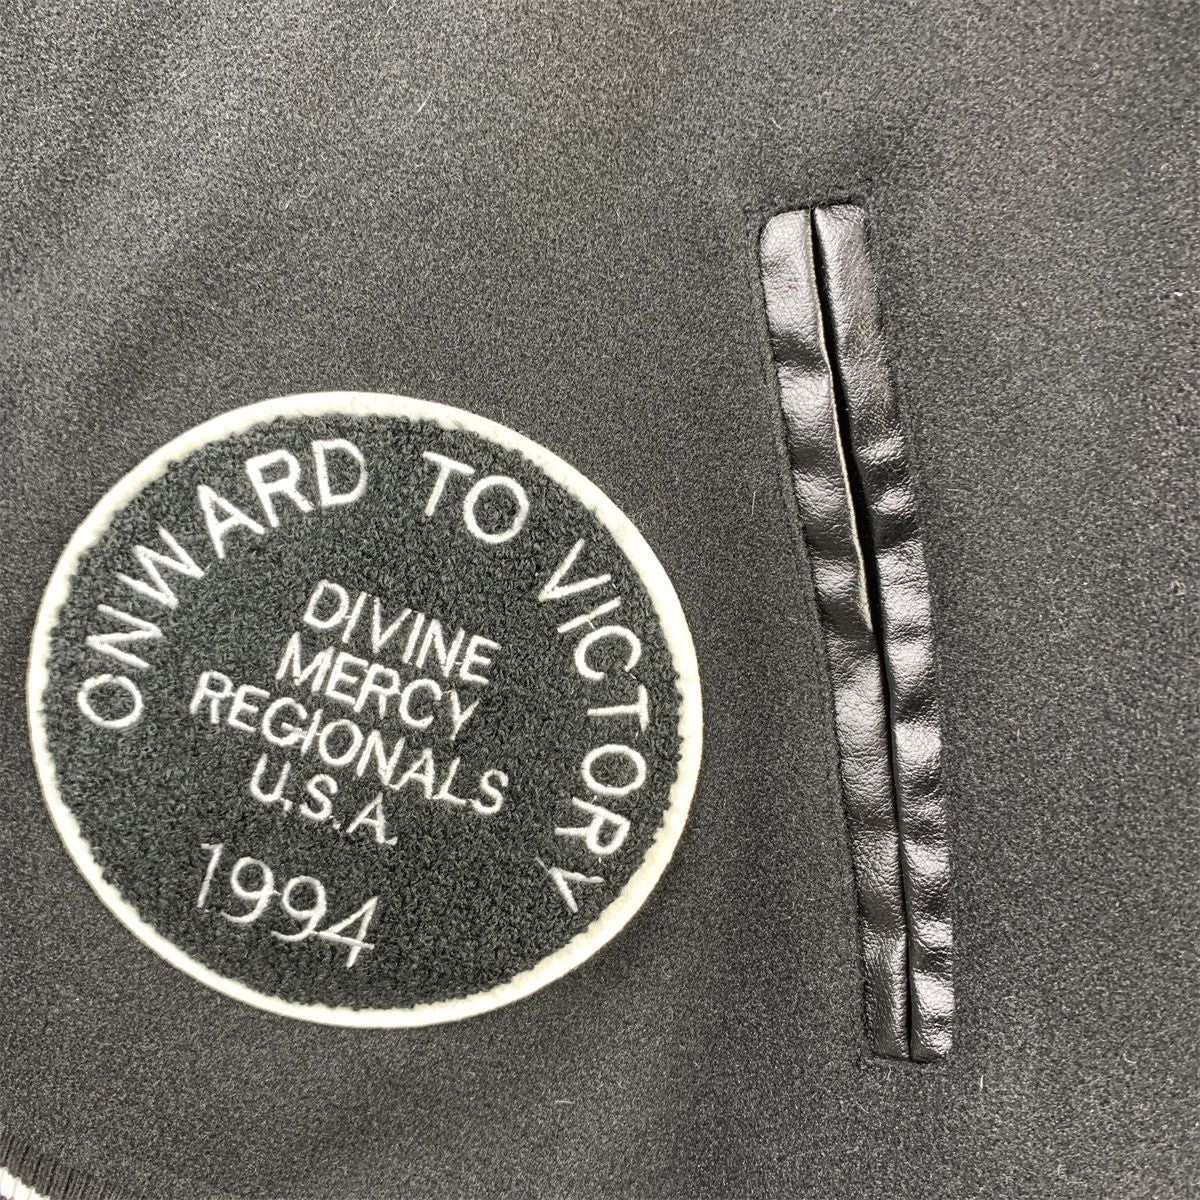 ONWARD TO VICTORY
DIVINE
MERCY
REGIONALS
U.S.A.
1994